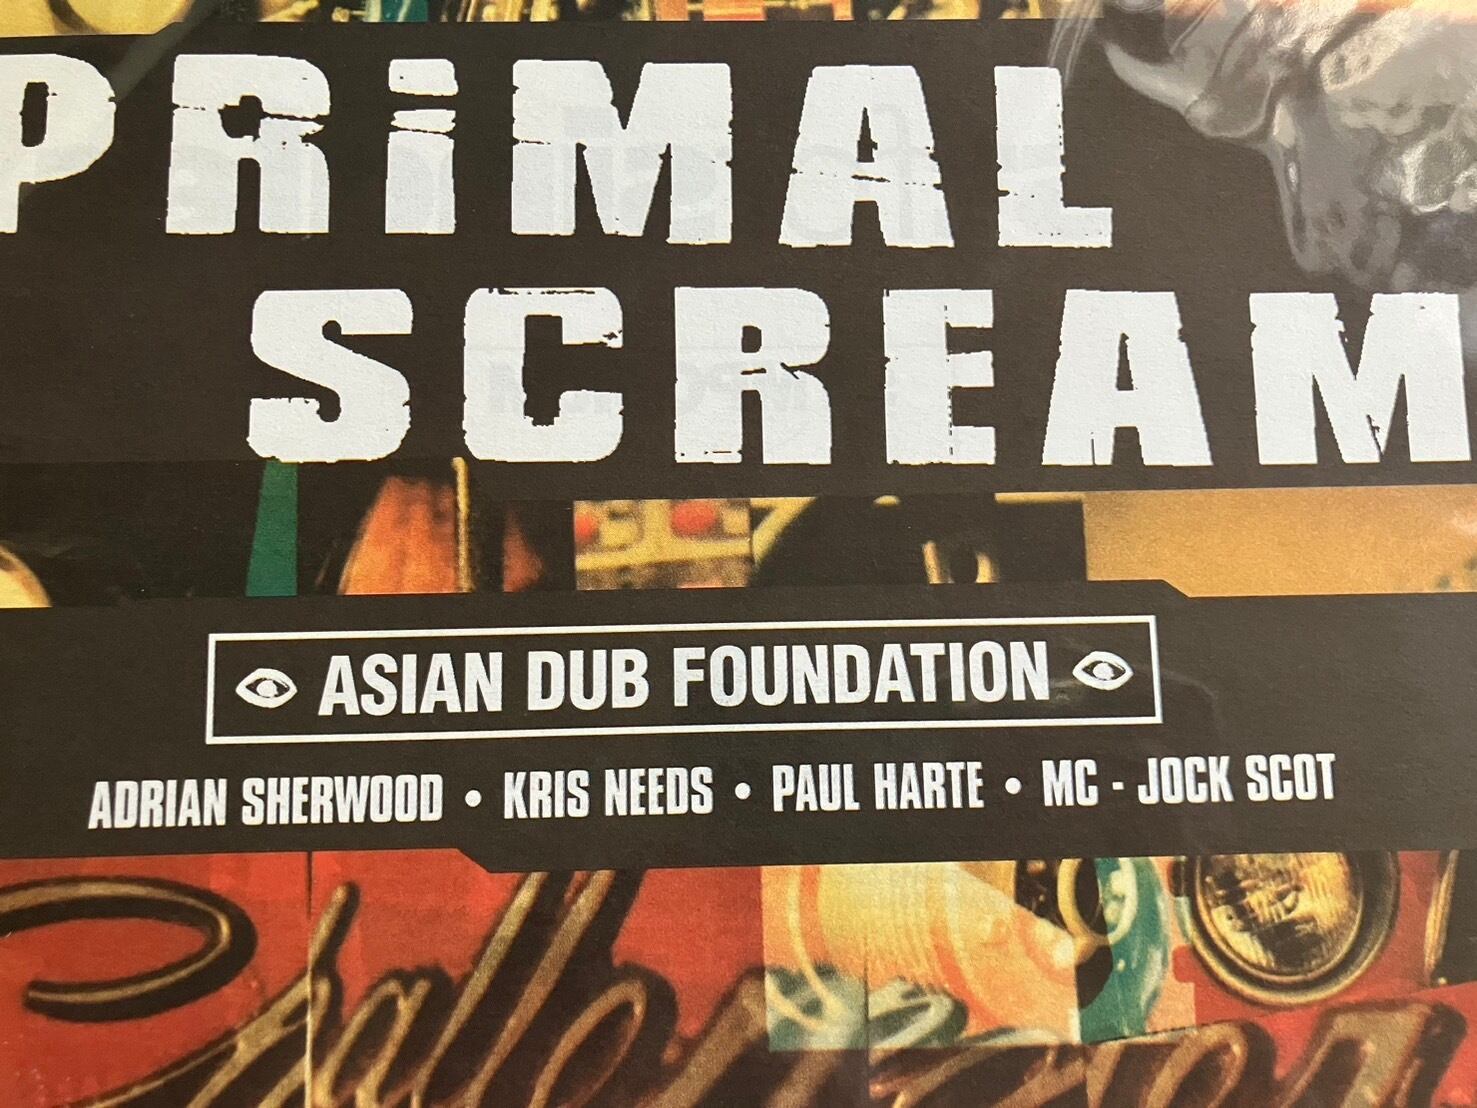 PRiMAL
SCREAM
ASIAN DUB FOUNDATION
ADRIAN SHERWOOD • KRIS NEEDS • PAUL HARTE • MC - JOCK SCOT